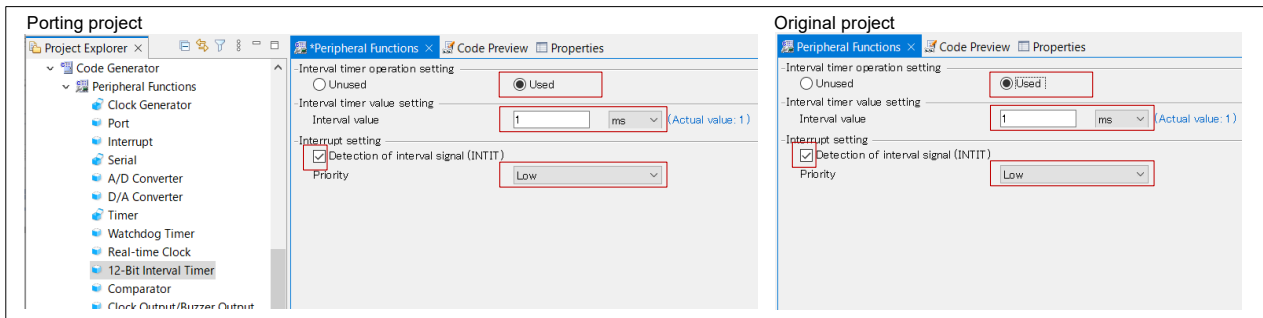 Porting project
Original project
Project Explorer ×
*Peripheral Functions ×
Code Preview
Properties
Code Generator
Peripheral Functions
Clock Generator
Port
Interrupt
Serial
A/D Converter
D/A Converter
Timer
Watchdog Timer
Real-time Clock
12-Bit Interval Timer
Comparator
Clock Output/Buzzer Output
Interval timer operation setting
Unused
Used
Interval timer value setting
Interval value
1
ms
(Actual value: 1)
Interrupt setting
Detection of interval signal (INTIT)
Priority
Low
Peripheral Functions ×
Code Preview
Properties
Interval timer operation setting
Unused
Used
Interval timer value setting
Interval value
1
ms
(Actual value: 1)
Interrupt setting
Detection of interval signal (INTIT)
Priority
Low